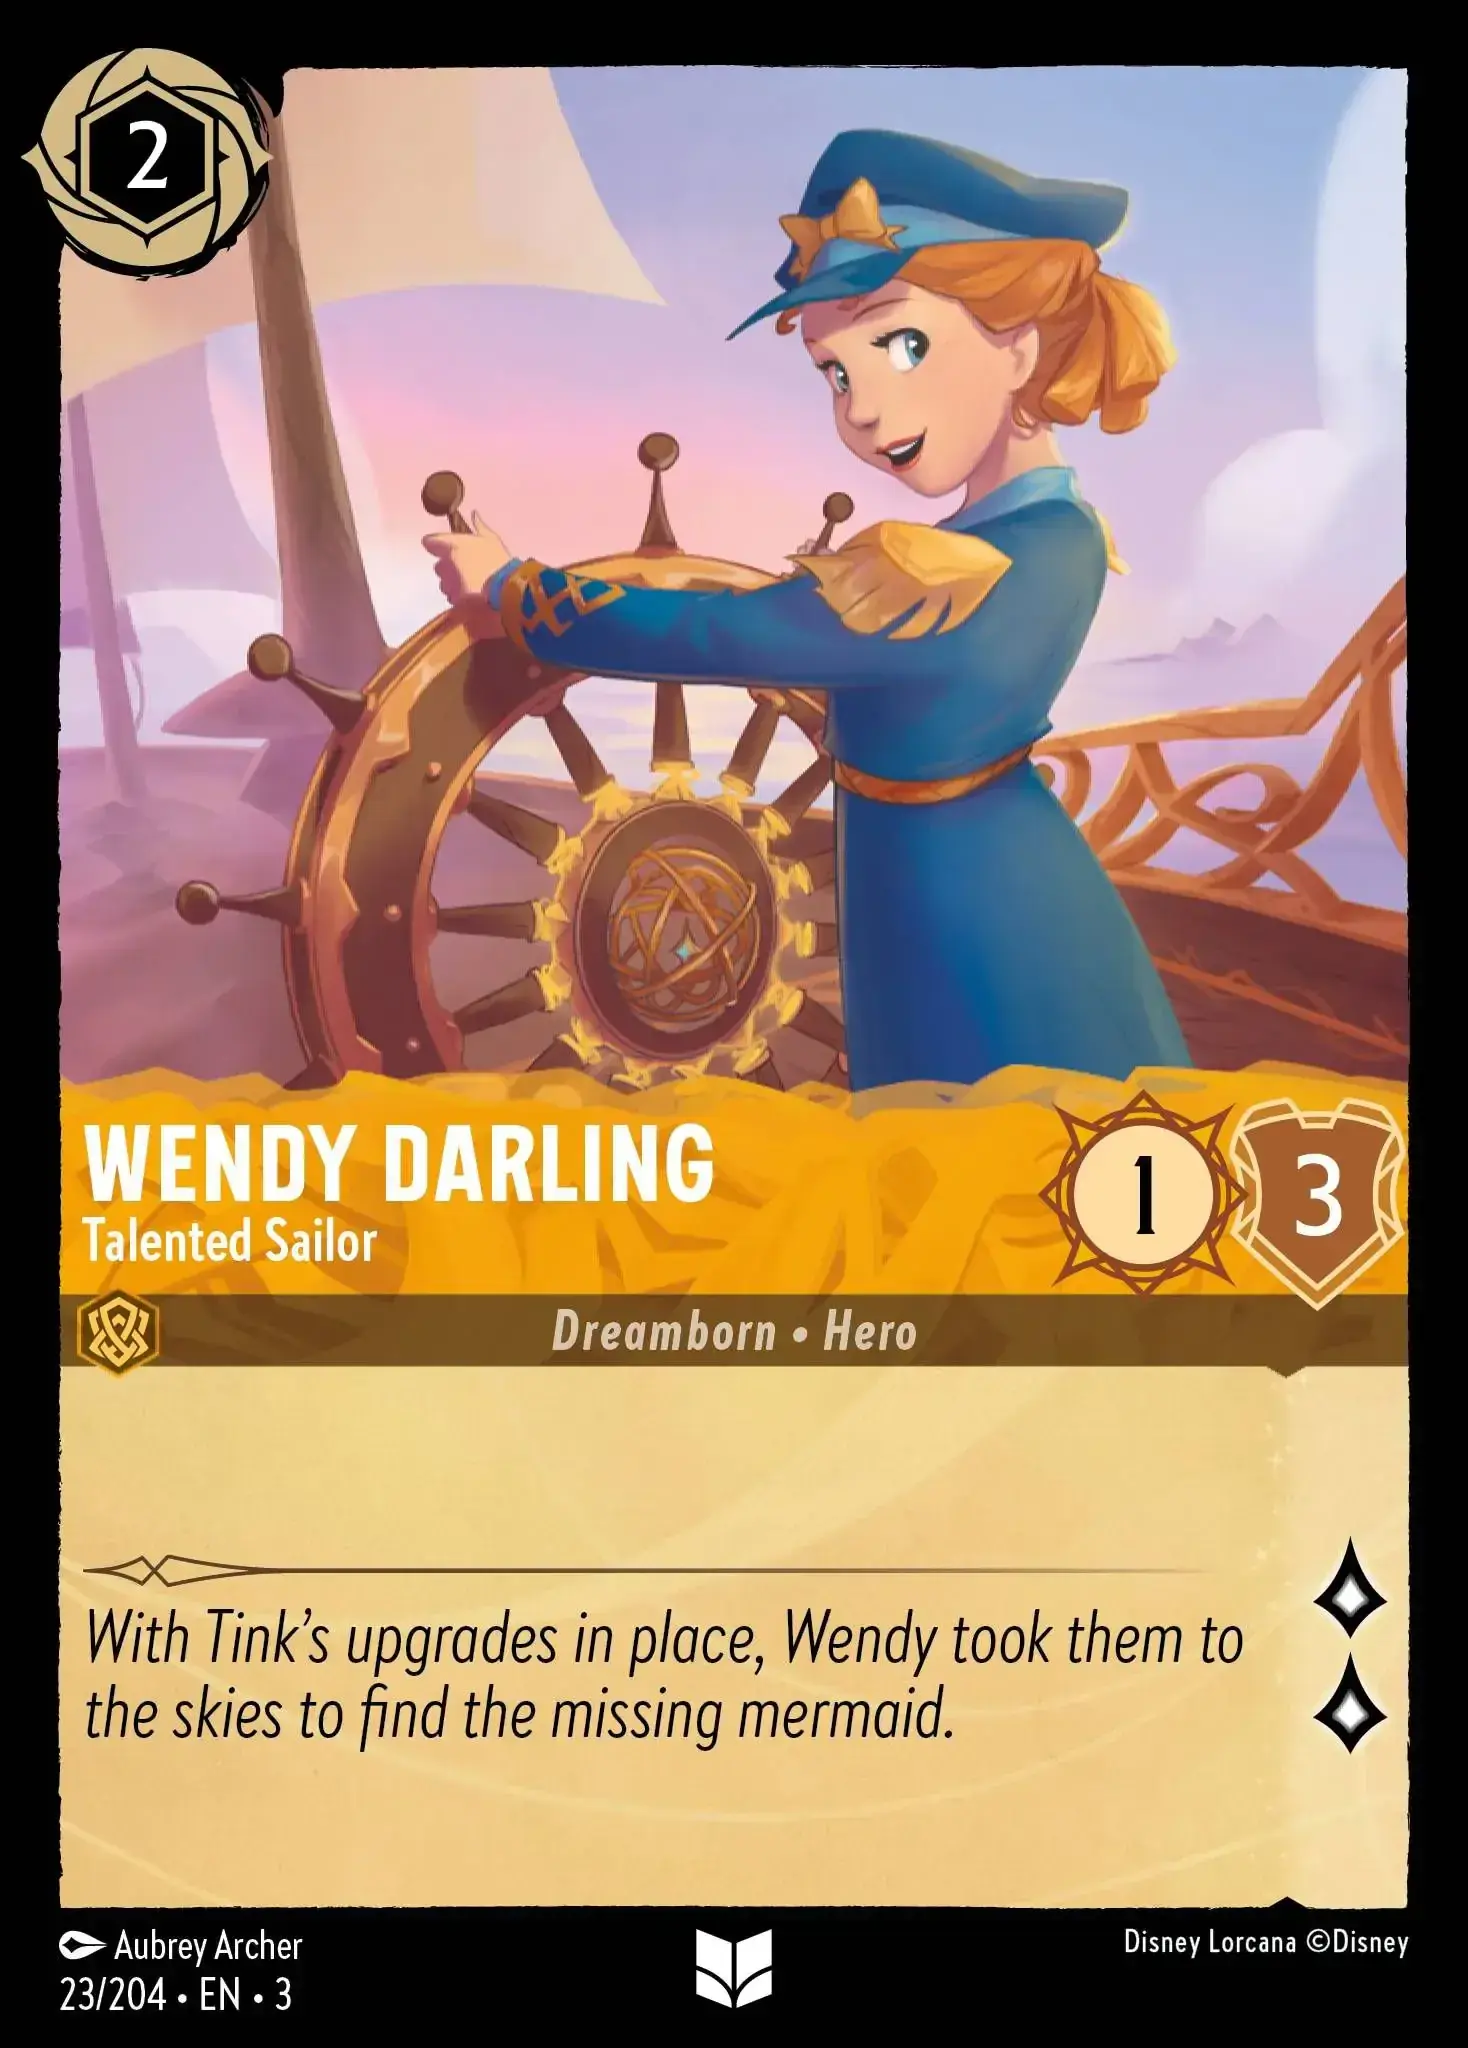 2
WENDY DARLING
Talented Sailor
1
3
Dreamborn • Hero
With Tink's upgrades in place, Wendy took them to
the skies to find the missing mermaid.
Aubrey Archer
23/204 • EN • 3
Disney Lorcana ©Disney